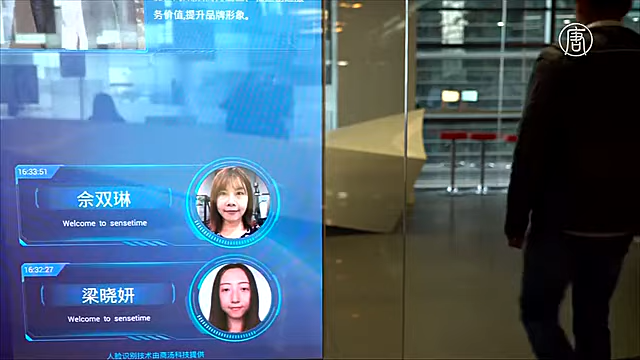 务价值,提升品牌形象。
唐
16:33:51
佘双琳
Welcome to sensetime
16:32:27
梁晓妍
Welcome to sensetime
人脸识别技术由商汤科技提供